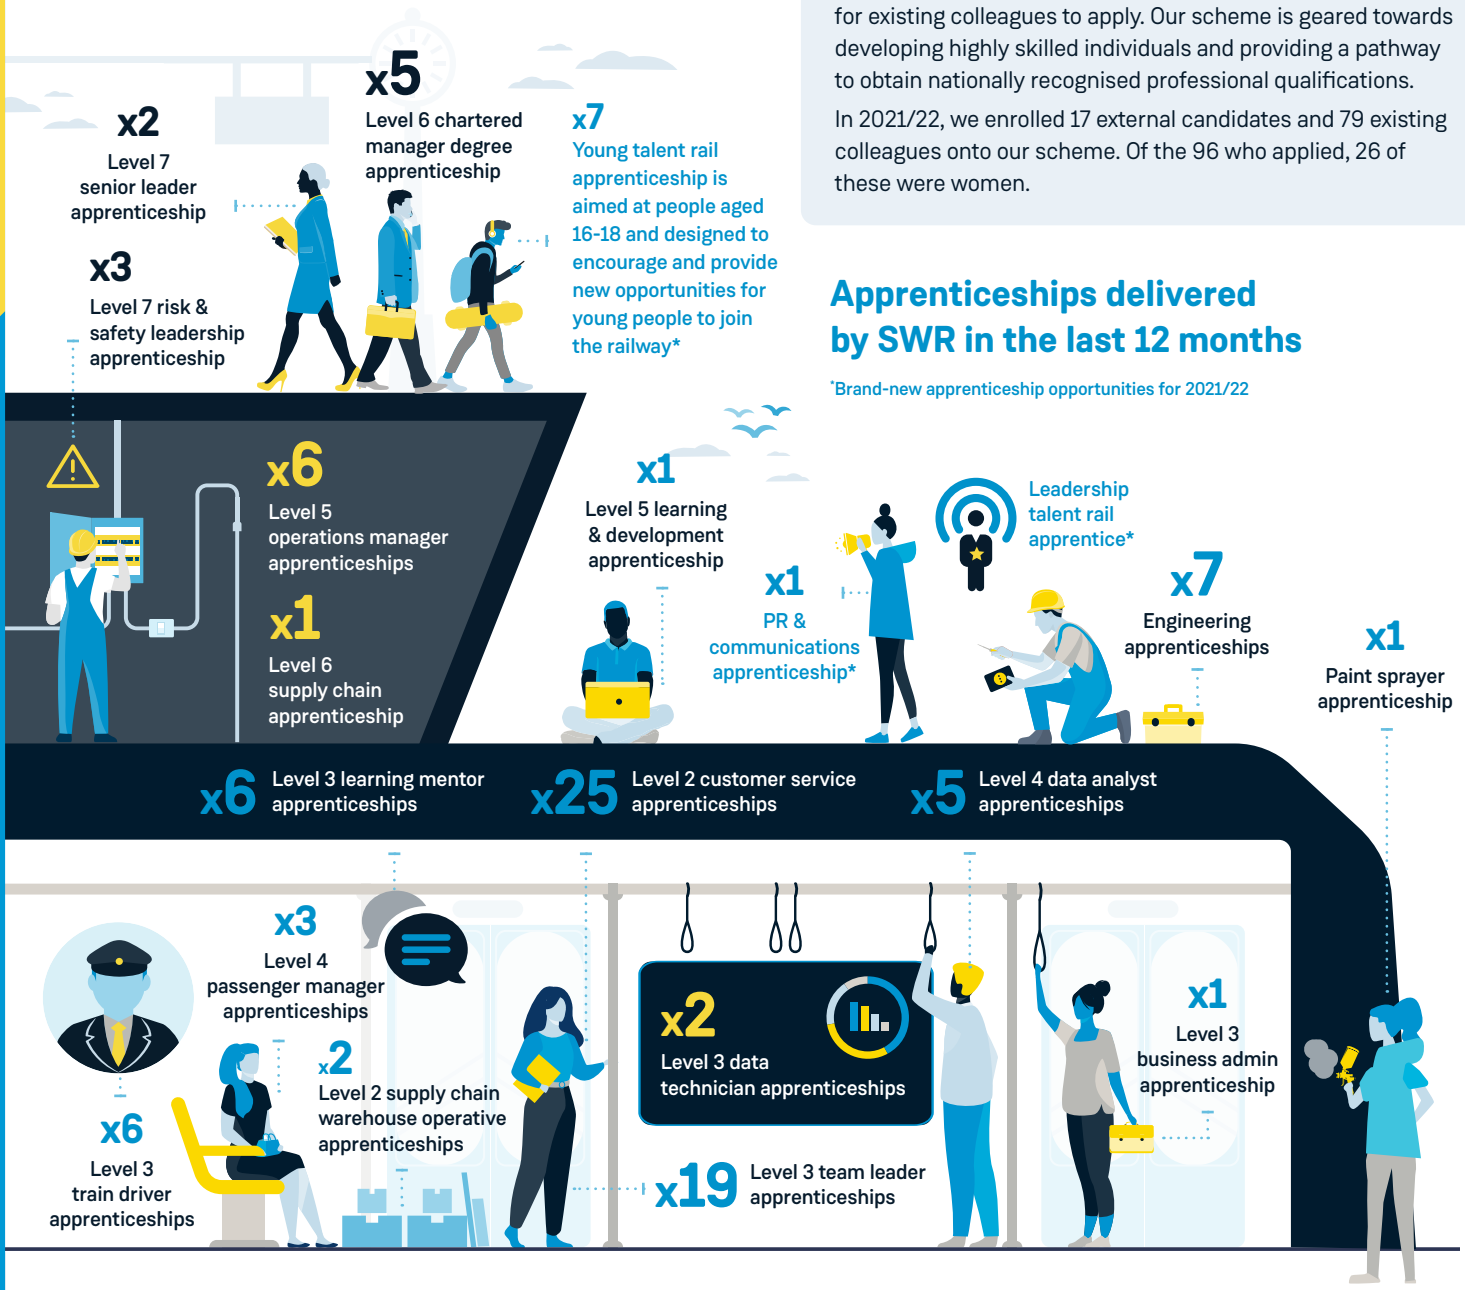 for existing colleagues to apply. Our scheme is geared towards
developing highly skilled individuals and providing a pathway
to obtain nationally recognised professional qualifications.
In 2021/22, we enrolled 17 external candidates and 79 existing
colleagues onto our scheme. Of the 96 who applied, 26 of
these were women.
x2
Level 7
senior leader
apprenticeship
x5
Level 6 chartered
manager degree
apprenticeship
x7
Young talent rail
apprenticeship is
aimed at people aged
16-18 and designed to
encourage and provide
new opportunities for
young people to join
the railway*
x3
Level 7 risk &
safety leadership
apprenticeship
Apprenticeships delivered
by SWR in the last 12 months
*Brand-new apprenticeship opportunities for 2021/22
x6
Level 5
operations manager
apprenticeships
x1
Level 6
supply chain
apprenticeship
x1
Level 5 learning
& development
apprenticeship
x1
PR &
communications
apprenticeship*
Leadership
talent rail
apprentice*
x7
Engineering
apprenticeships
x1
Paint sprayer
apprenticeship
x6
Level 3 learning mentor
apprenticeships
x25
Level 2 customer service
apprenticeships
x5
Level 4 data analyst
apprenticeships
x3
Level 4
passenger manager
apprenticeships
x2
Level 2 supply chain
warehouse operative
apprenticeships
x6
Level 3
train driver
apprenticeships
x2
Level 3 data
technician apprenticeships
x19
Level 3 team leader
apprenticeships
x1
Level 3
business admin
apprenticeship